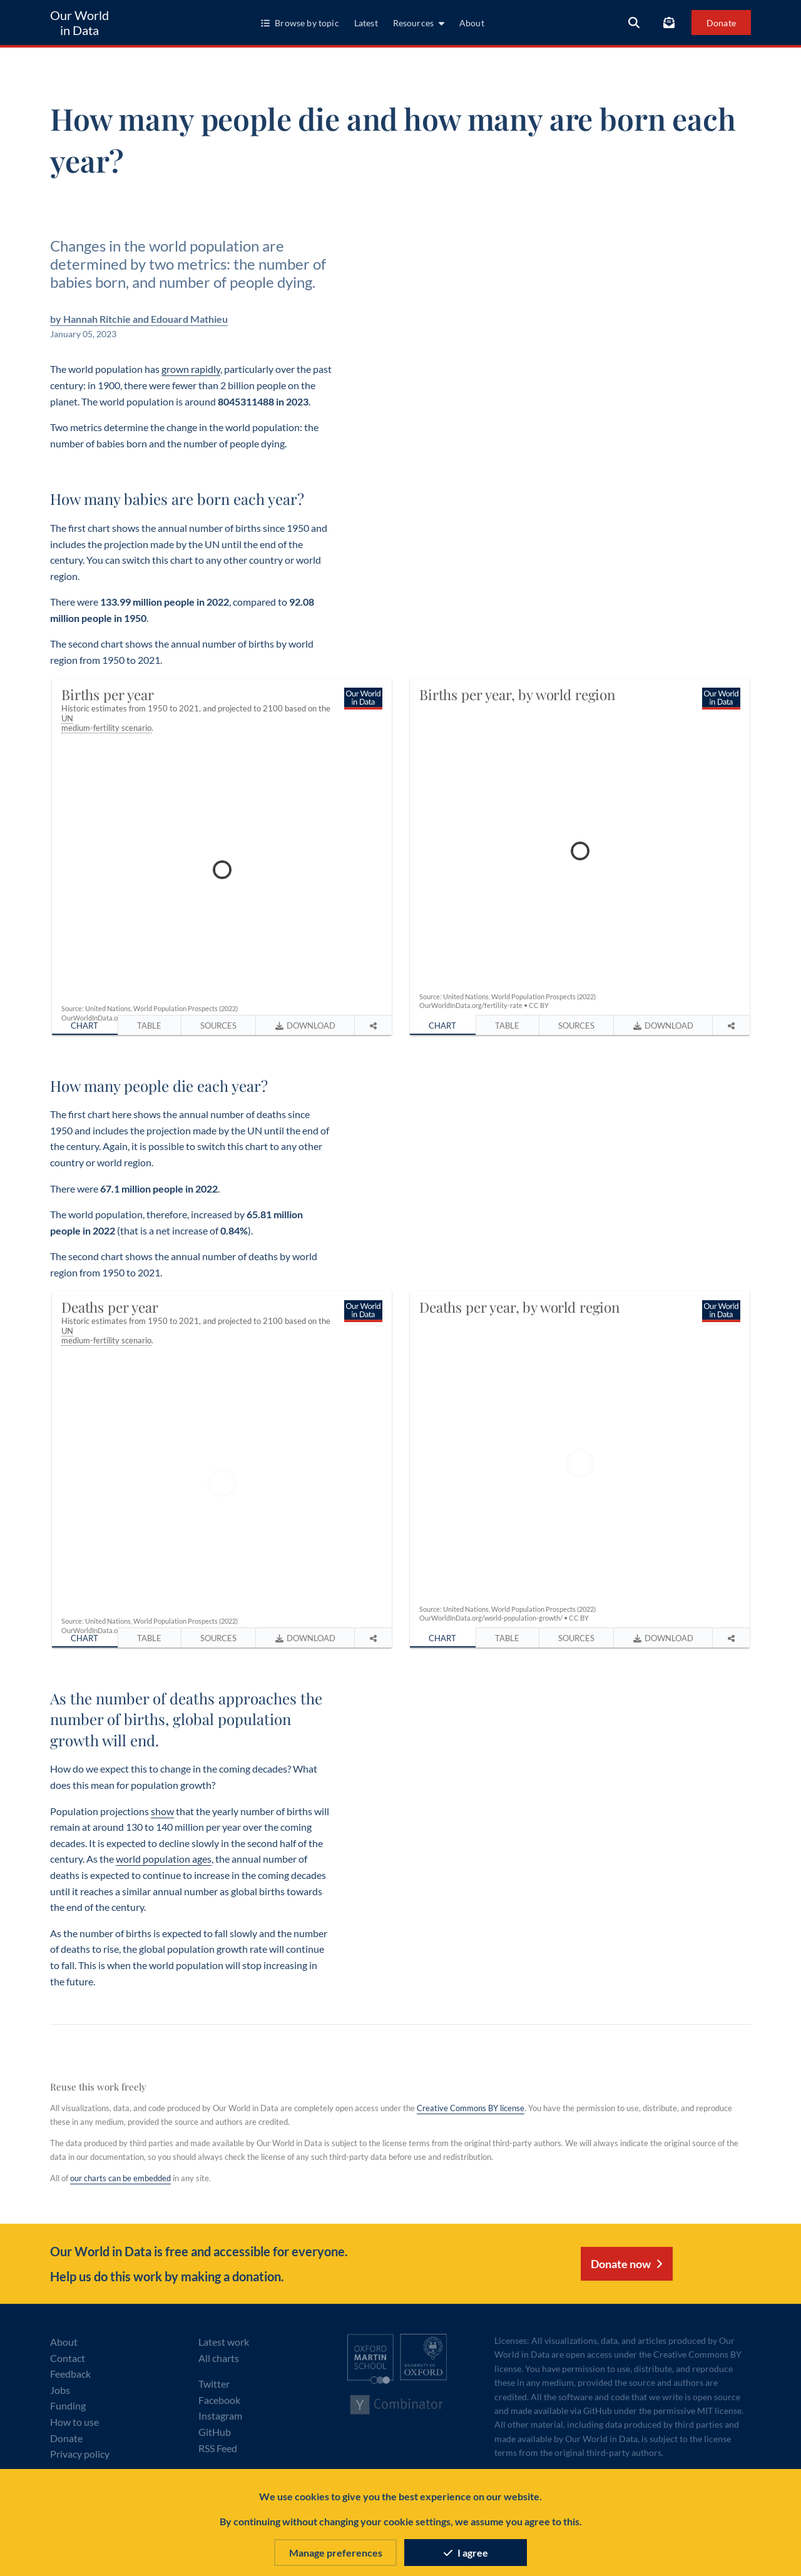 Our World
in Data
Browse by topic
Latest
Resources
About
Donate
How many people die and how many are born each
year?
Changes in the world population are
determined by two metrics: the number of
babies born, and number of people dying.
by Hannah Ritchie and Edouard Mathieu
January 05, 2023
The world population has grown rapidly, particularly over the past
century: in 1900, there were fewer than 2 billion people on the
planet. The world population is around 8045311488 in 2023.
Two metrics determine the change in the world population: the
number of babies born and the number of people dying.
How many babies are born each year?
The first chart shows the annual number of births since 1950 and
includes the projection made by the UN until the end of the
century. You can switch this chart to any other country or world
region.
There were 133.99 million people in 2022, compared to 92.08
million people in 1950.
The second chart shows the annual number of births by world
region from 1950 to 2021.
Births per year
Historic estimates from 1950 to 2021, and projected to 2100 based on the
UN
medium-fertility scenario.
Our World
in Data
Source: United Nations, World Population Prospects (2022)
OurWorldInData.o
CHART
TABLE
SOURCES
DOWNLOAD
Births per year, by world region
Our World
in Data
Source: United Nations, World Population Prospects (2022)
OurWorldInData.org/fertility-rate • CC BY
CHART
TABLE
SOURCES
DOWNLOAD
How many people die each year?
The first chart here shows the annual number of deaths since
1950 and includes the projection made by the UN until the end of
the century. Again, it is possible to switch this chart to any other
country or world region.
There were 67.1 million people in 2022.
The world population, therefore, increased by 65.81 million
people in 2022 (that is a net increase of 0.84%).
The second chart shows the annual number of deaths by world
region from 1950 to 2021.
Deaths per year
Historic estimates from 1950 to 2021, and projected to 2100 based on the
UN
medium-fertility scenario.
Our World
in Data
Source: United Nations, World Population Prospects (2022)
OurWorldInData.o
CHART
TABLE
SOURCES
DOWNLOAD
Deaths per year, by world region
Our World
in Data
Source: United Nations, World Population Prospects (2022)
OurWorldInData.org/world-population-growth/ • CC BY
CHART
TABLE
SOURCES
DOWNLOAD
As the number of deaths approaches the
number of births, global population
growth will end.
How do we expect this to change in the coming decades? What
does this mean for population growth?
Population projections show that the yearly number of births will
remain at around 130 to 140 million per year over the coming
decades. It is expected to decline slowly in the second half of the
century. As the world population ages, the annual number of
deaths is expected to continue to increase in the coming decades
until it reaches a similar annual number as global births towards
the end of the century.
As the number of births is expected to fall slowly and the number
of deaths to rise, the global population growth rate will continue
to fall. This is when the world population will stop increasing in
the future.
Reuse this work freely
All visualizations, data, and code produced by Our World in Data are completely open access under the Creative Commons BY license. You have the permission to use, distribute, and reproduce
these in any medium, provided the source and authors are credited.
The data produced by third parties and made available by Our World in Data is subject to the license terms from the original third-party authors. We will always indicate the original source of the
data in our documentation, so you should always check the license of any such third-party data before use and redistribution.
All of our charts can be embedded in any site.
Our World in Data is free and accessible for everyone.
Help us do this work by making a donation.
Donate now
About
Contact
Feedback
Jobs
Funding
How to use
Donate
Privacy policy
Latest work
All charts
Twitter
Facebook
Instagram
GitHub
RSS Feed
OXFORD
MARTIN
SCHOOL
UNIVERSITY OF
OXFORD
Y Combinator
Licenses: All visualizations, data, and articles produced by Our
World in Data are open access under the Creative Commons BY
license. You have permission to use, distribute, and reproduce
these in any medium, provided the source and authors are
credited. All the software and code that we write is open source
and made available via GitHub under the permissive MIT license.
All other material, including data produced by third parties and
made available by Our World in Data, is subject to the license
terms from the original third-party authors.
We use cookies to give you the best experience on our website.
By continuing without changing your cookie settings, we assume you agree to this.
Manage preferences
I agree